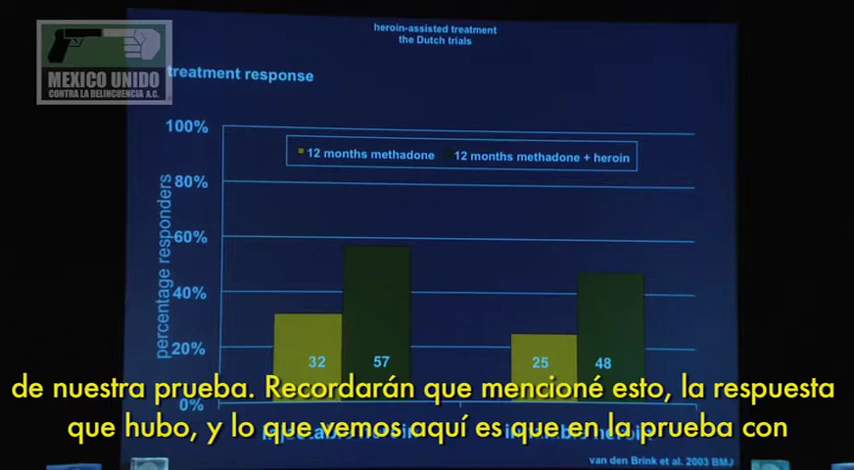 heroin-assisted treatment
the Dutch trials
MEXICO UNIDO
CONTRA LA DELINCUENCIA A.C.
treatment response
100%
12 months methadone
12 months methadone + heroin
80%
60%
40%
20%
0%
percentage responders
32
57
25
48
de nuestra prueba. Recordarán que mencioné esto, la respuesta
que hubo, y lo que vemos aquí es que en la prueba con
van den Brink et al. 2003 BMJ